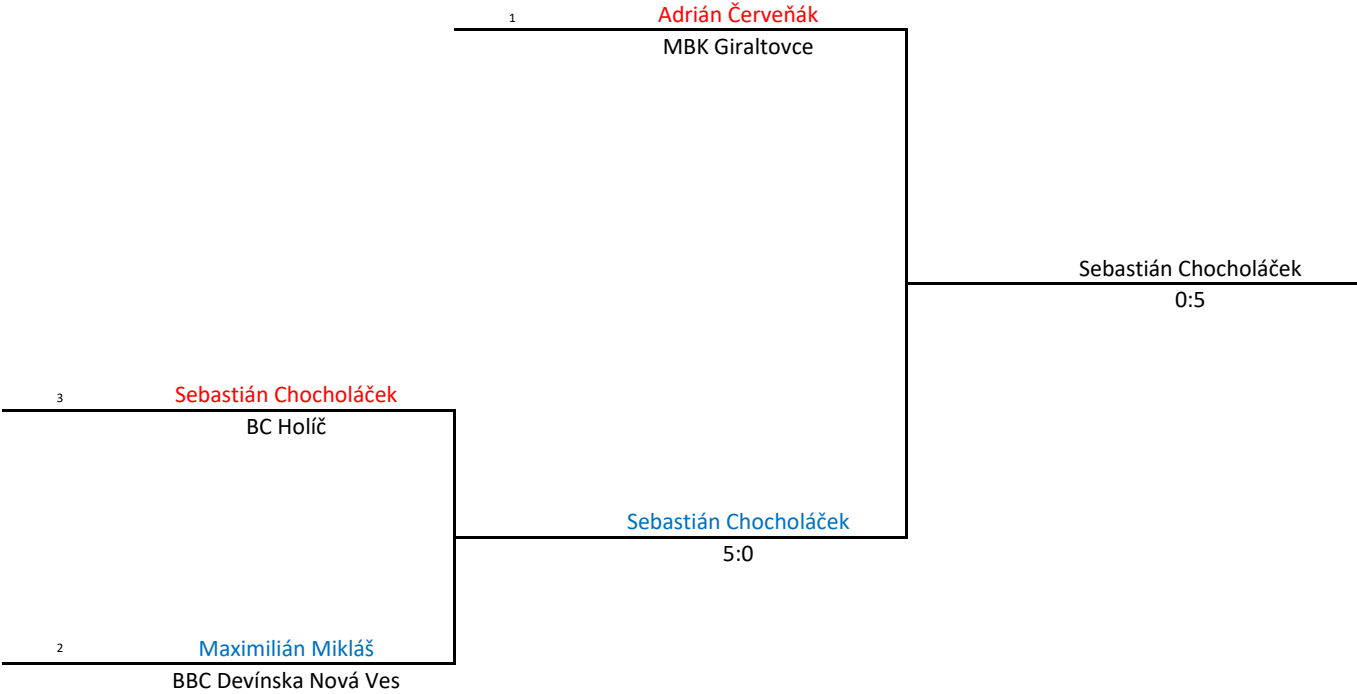 1 Adrián Červeňák
MBK Giraltovce
Sebastián Chocholáček
0:5
3 Sebastián Chocholáček
BC Holíč
Sebastián Chocholáček
5:0
2 Maximilián Mikláš
BBC Devínska Nová Ves